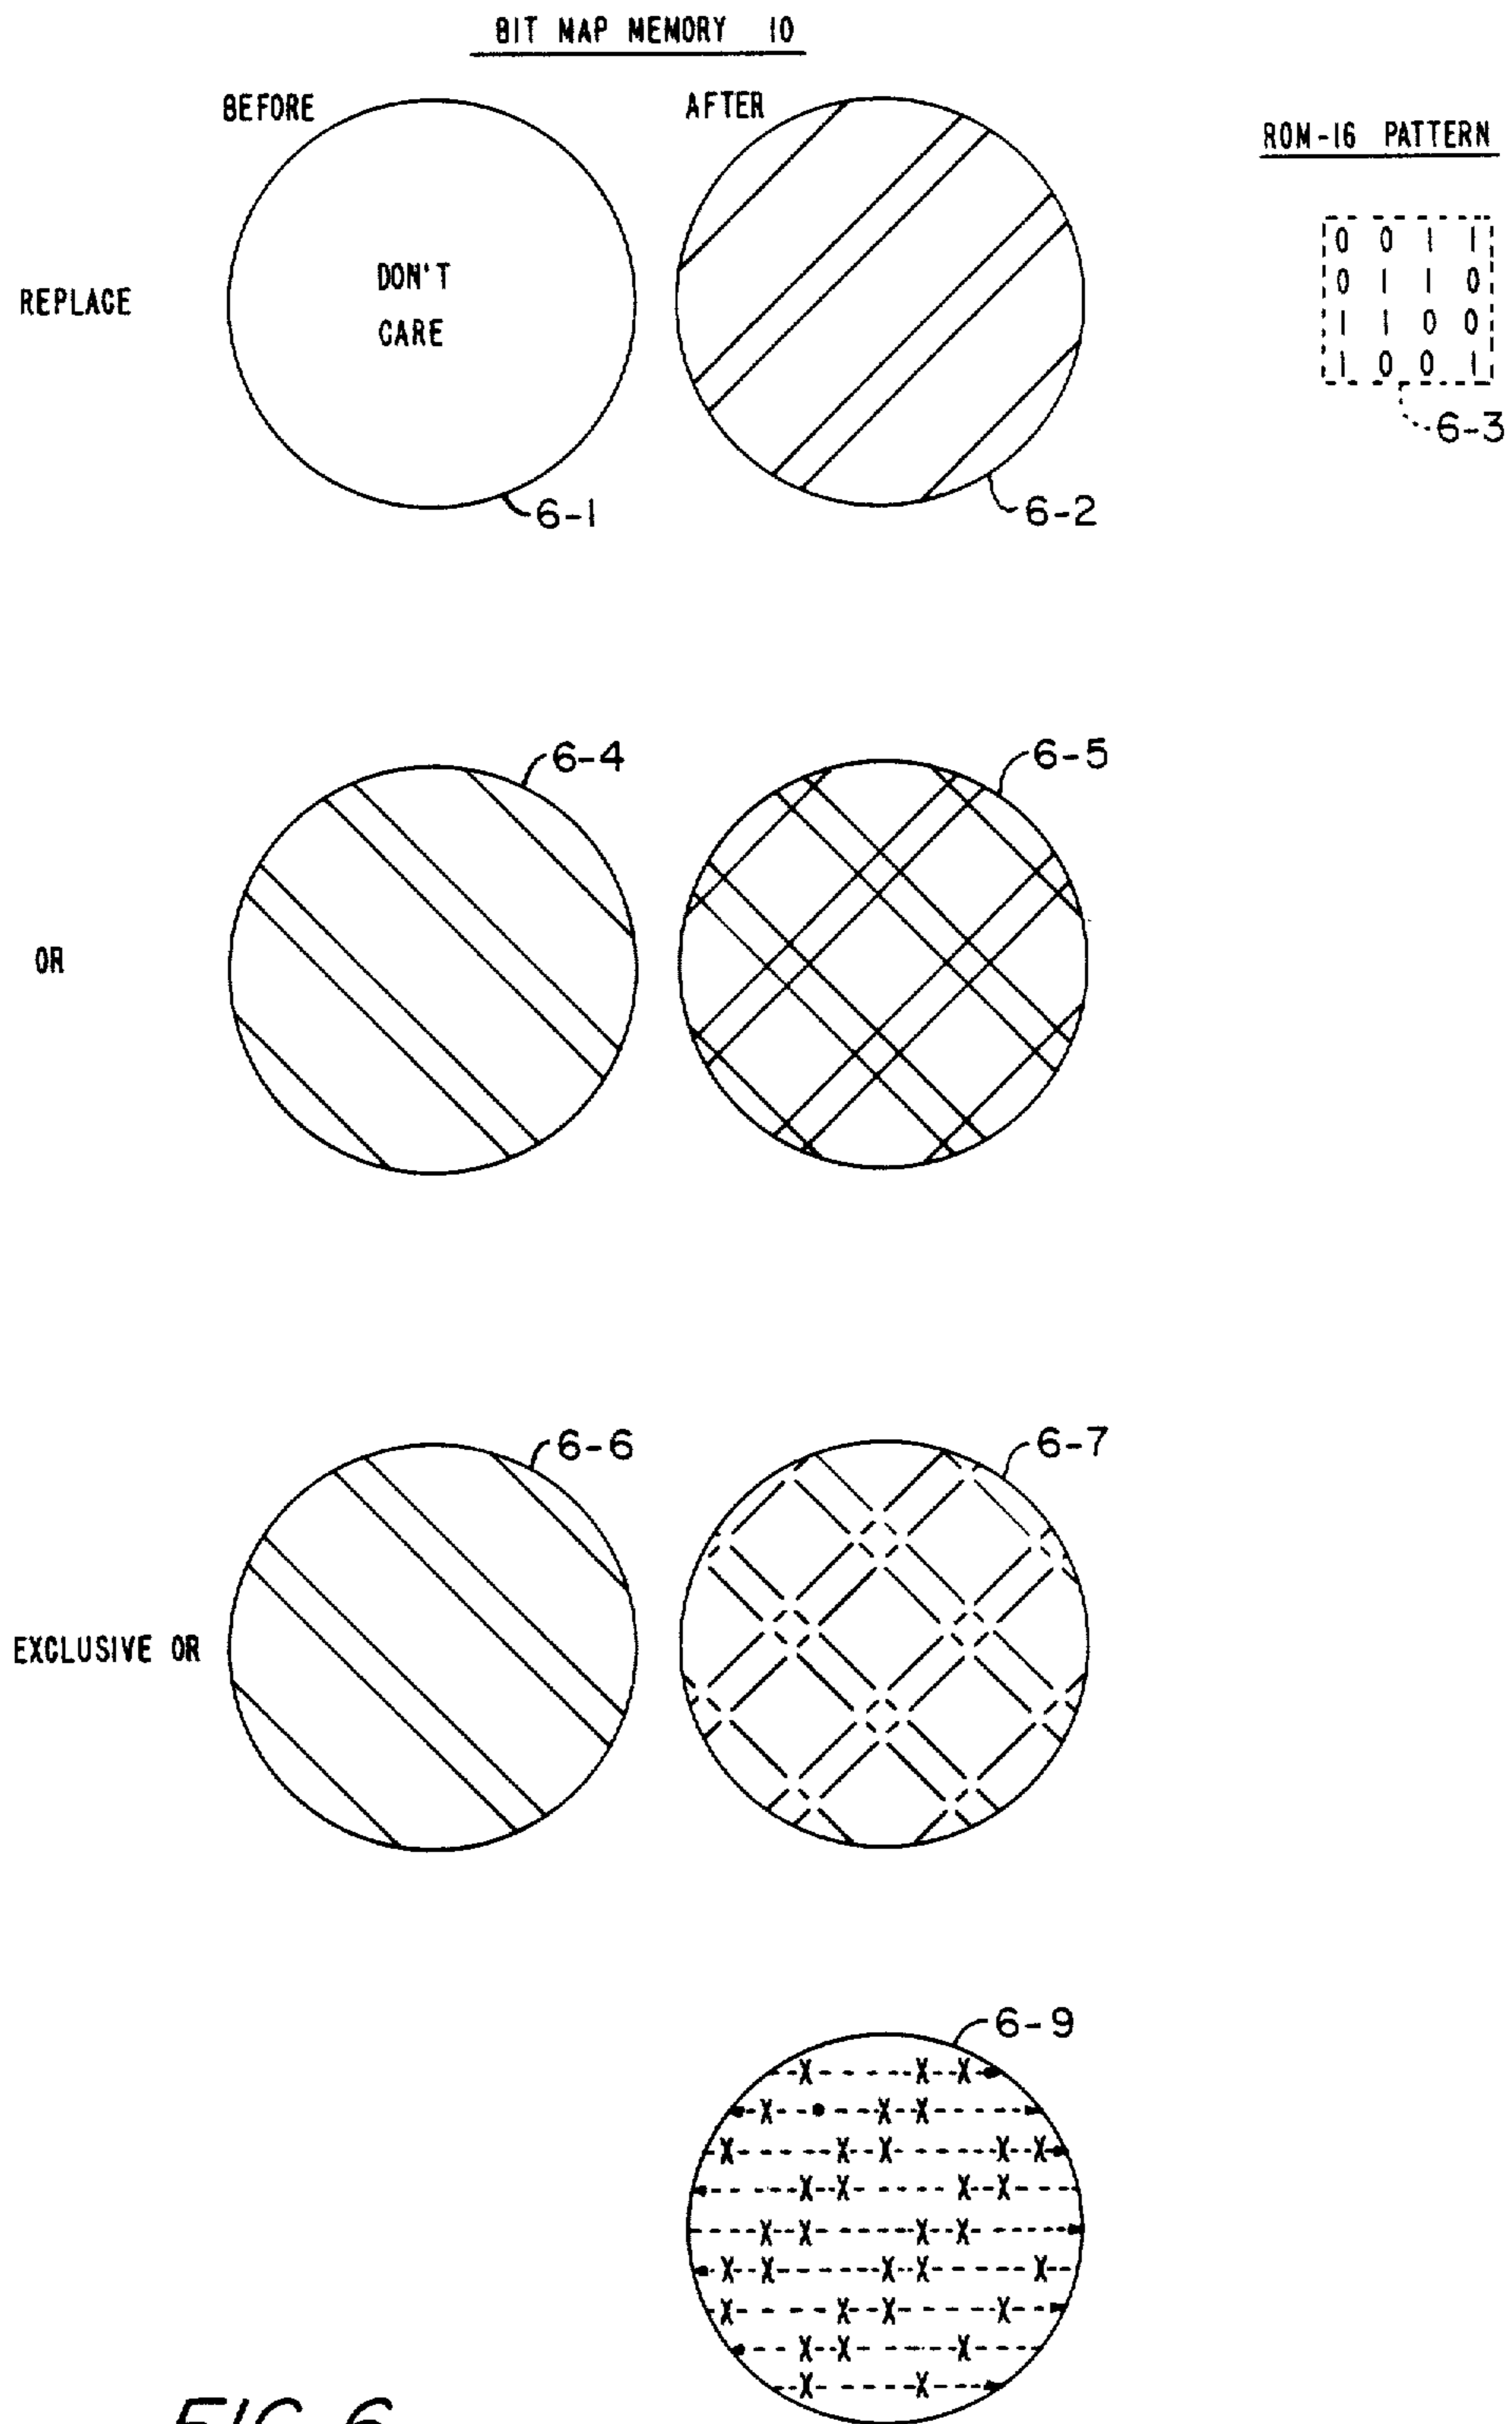 BIT MAP MEMORY 10
BEFORE
AFTER
ROM-16 PATTERN
REPLACE
DON'T
CARE
0 0 1 1
0 1 1 0
1 1 0 0
1 0 0 1
6-3
6-1
6-2
6-4
6-5
OR
6-6
6-7
EXCLUSIVE OR
6-9
X X X
X X X
X X X X X
X X X X
X X X X
X X X X X
X X X X
X X X
X X
FIG. 6